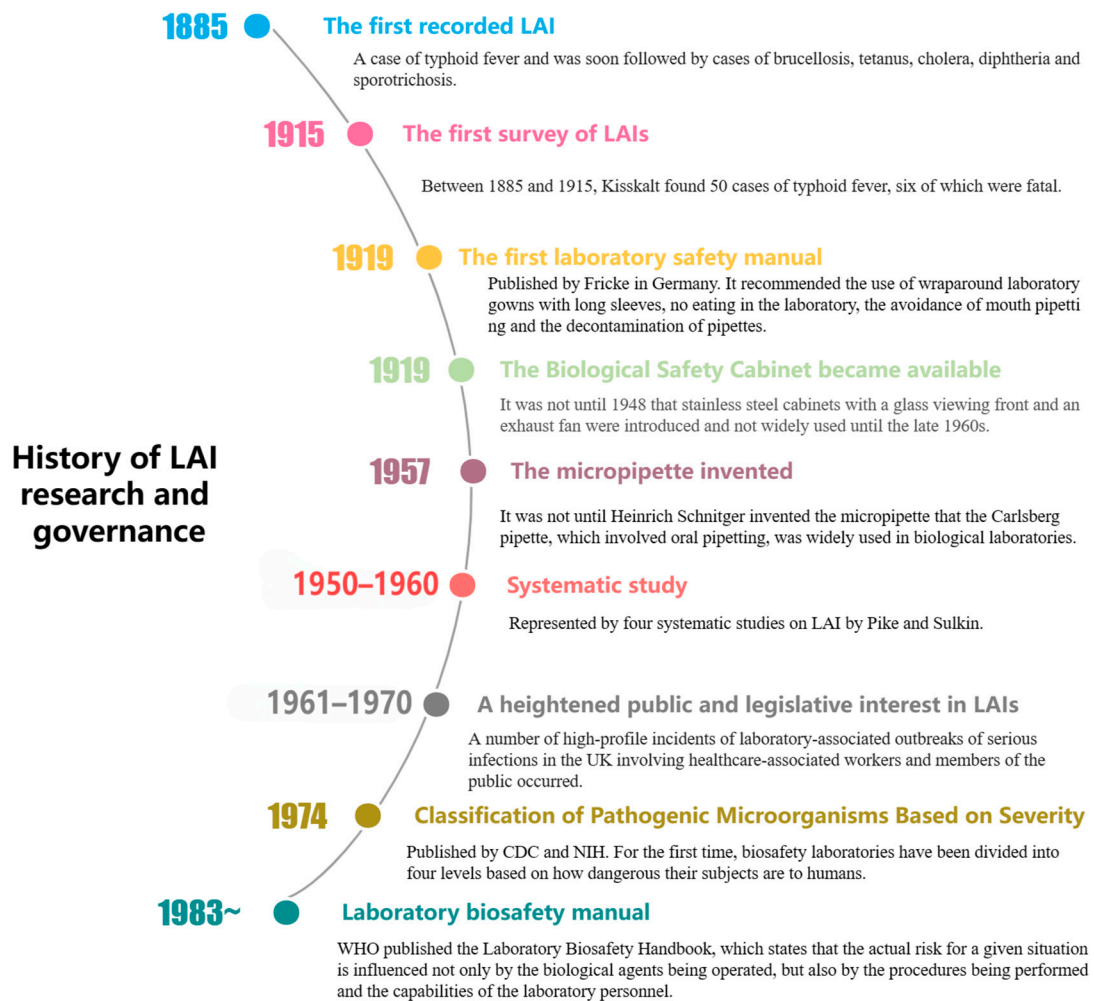 1885
The first recorded LAI
A case of typhoid fever and was soon followed by cases of brucellosis, tetanus, cholera, diphtheria and
sporotrichosis.
1915
The first survey of LAIs
Between 1885 and 1915, Kisskalt found 50 cases of typhoid fever, six of which were fatal.
1919
The first laboratory safety manual
Published by Fricke in Germany. It recommended the use of wraparound laboratory
gowns with long sleeves, no eating in the laboratory, the avoidance of mouth pipetti
ng and the decontamination of pipettes.
1919
The Biological Safety Cabinet became available
It was not until 1948 that stainless steel cabinets with a glass viewing front and an
exhaust fan were introduced and not widely used until the late 1960s.
History of LAI
research and
governance
1957
The micropipette invented
It was not until Heinrich Schnitger invented the micropipette that the Carlsberg
pipette, which involved oral pipetting, was widely used in biological laboratories.
1950–1960
Systematic study
Represented by four systematic studies on LAI by Pike and Sulkin.
1961–1970
A heightened public and legislative interest in LAIs
A number of high-profile incidents of laboratory-associated outbreaks of serious
infections in the UK involving healthcare-associated workers and members of the
public occurred.
1974
Classification of Pathogenic Microorganisms Based on Severity
Published by CDC and NIH. For the first time, biosafety laboratories have been divided into
four levels based on how dangerous their subjects are to humans.
1983~
Laboratory biosafety manual
WHO published the Laboratory Biosafety Handbook, which states that the actual risk for a given situation
is influenced not only by the biological agents being operated, but also by the procedures being performed
and the capabilities of the laboratory personnel.